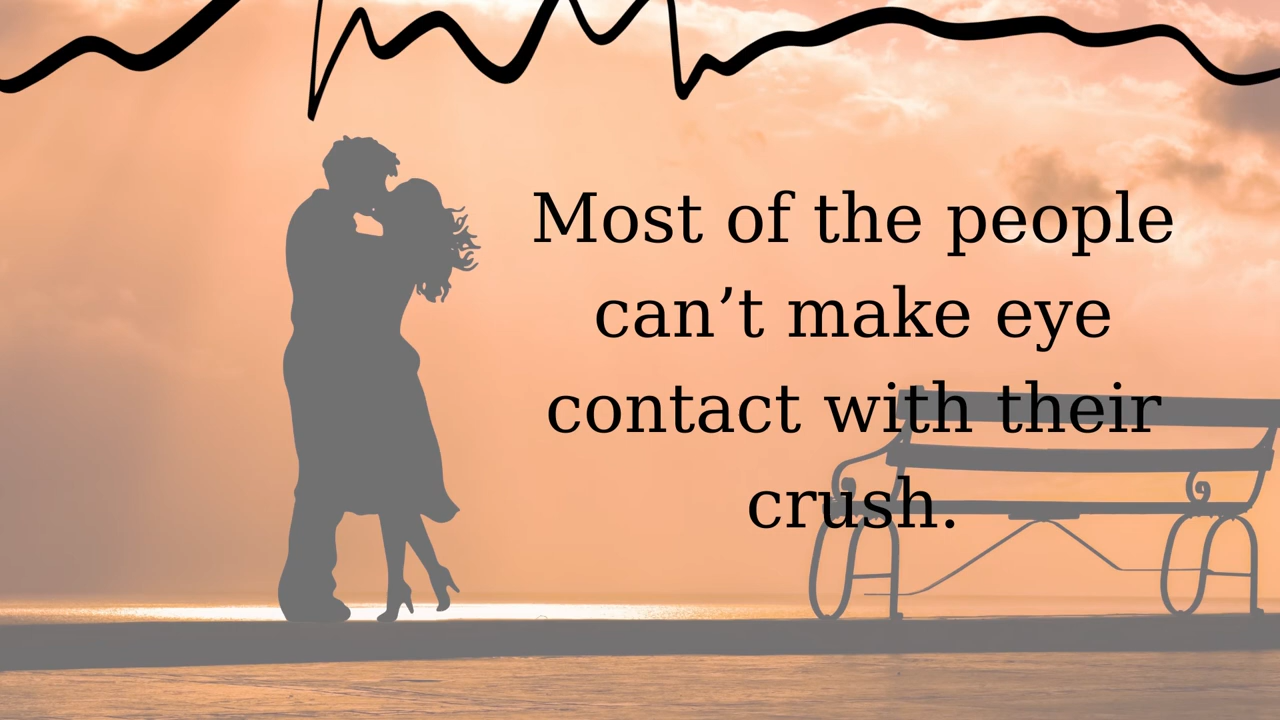 Most of the people
can’t make eye
contact with their
crush.